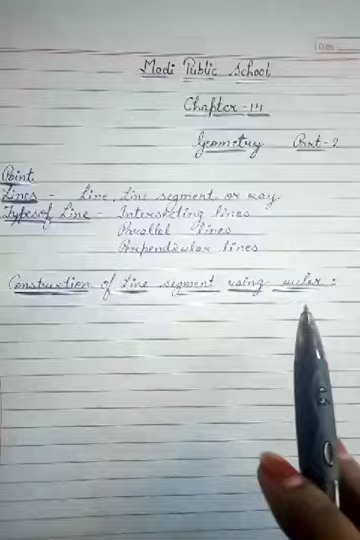 Date
Modi Public School
Chapter-14
Geometry Part-2
Point
Lines - Line, Line segment or ray
Types of Line - Intersecting lines
Parallel lines
Perpendicular lines
Construction of Line segment using ruler :